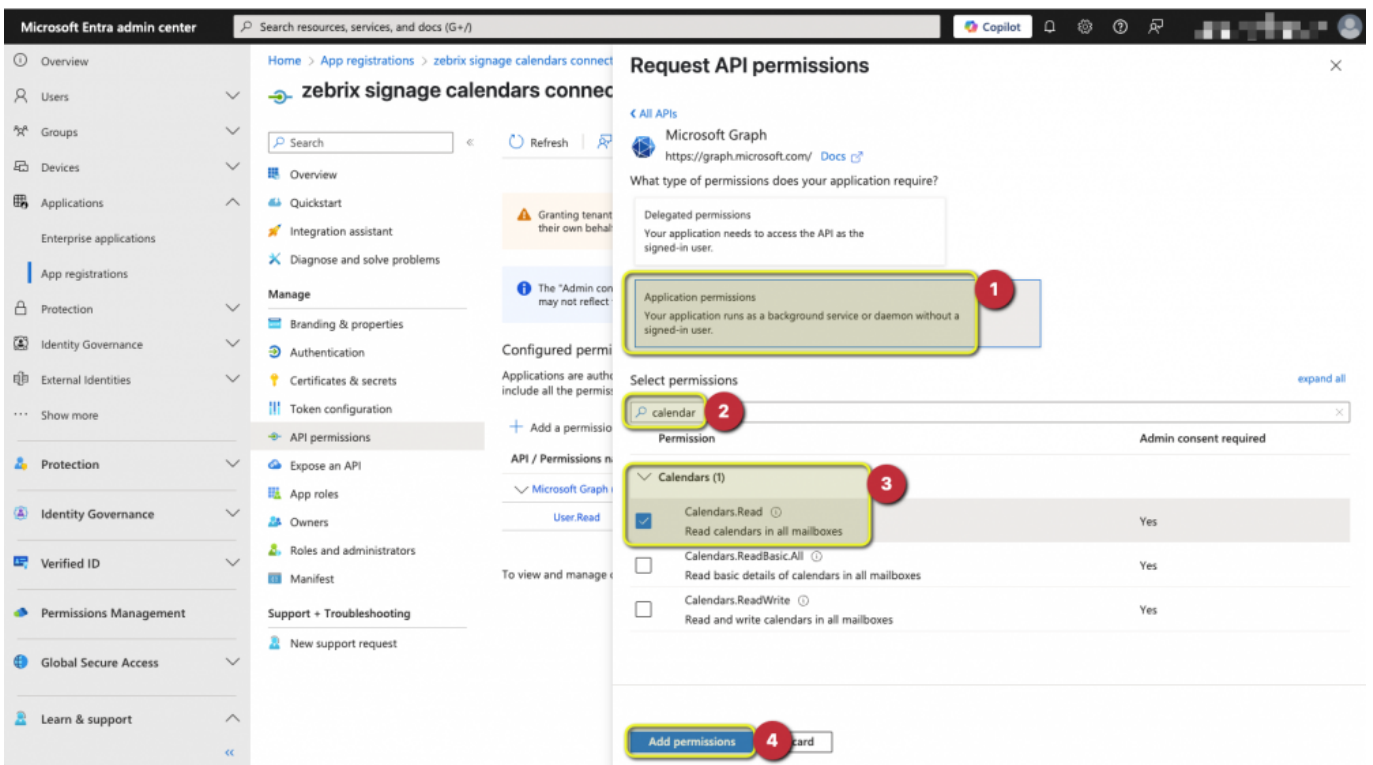 Microsoft Entra admin center
Search resources, services, and docs (G+/)
Copilot
Overview
Users
Groups
Devices
Applications
Enterprise applications
App registrations
Protection
Identity Governance
External Identities
Show more
Protection
Identity Governance
Verified ID
Permissions Management
Global Secure Access
Learn & support
Home > App registrations > zebrix signage calendars connect
zebrix signage calendars connec
Search
Overview
Quickstart
Integration assistant
Diagnose and solve problems
Manage
Branding & properties
Authentication
Certificates & secrets
Token configuration
API permissions
Expose an API
App roles
Owners
Roles and administrators
Manifest
Support + Troubleshooting
New support request
Refresh
Granting tenant
their own behal
The "Admin con
may not reflect
Configured permi
Applications are autho
include all the permis
Add a permissio
API / Permissions n
Microsoft Graph
User.Read
To view and manage
Request API permissions
All APIs
Microsoft Graph
https://graph.microsoft.com/ Docs
What type of permissions does your application require?
Delegated permissions
Your application needs to access the API as the
signed-in user.
1
Application permissions
Your application runs as a background service or daemon without a
signed-in user.
Select permissions
expand all
calendar
2
Permission
Admin consent required
Calendars (1)
3
Calendars.Read
Read calendars in all mailboxes
Yes
Calendars.ReadBasic.All
Read basic details of calendars in all mailboxes
Yes
Calendars.ReadWrite
Read and write calendars in all mailboxes
Yes
Add permissions
4
card